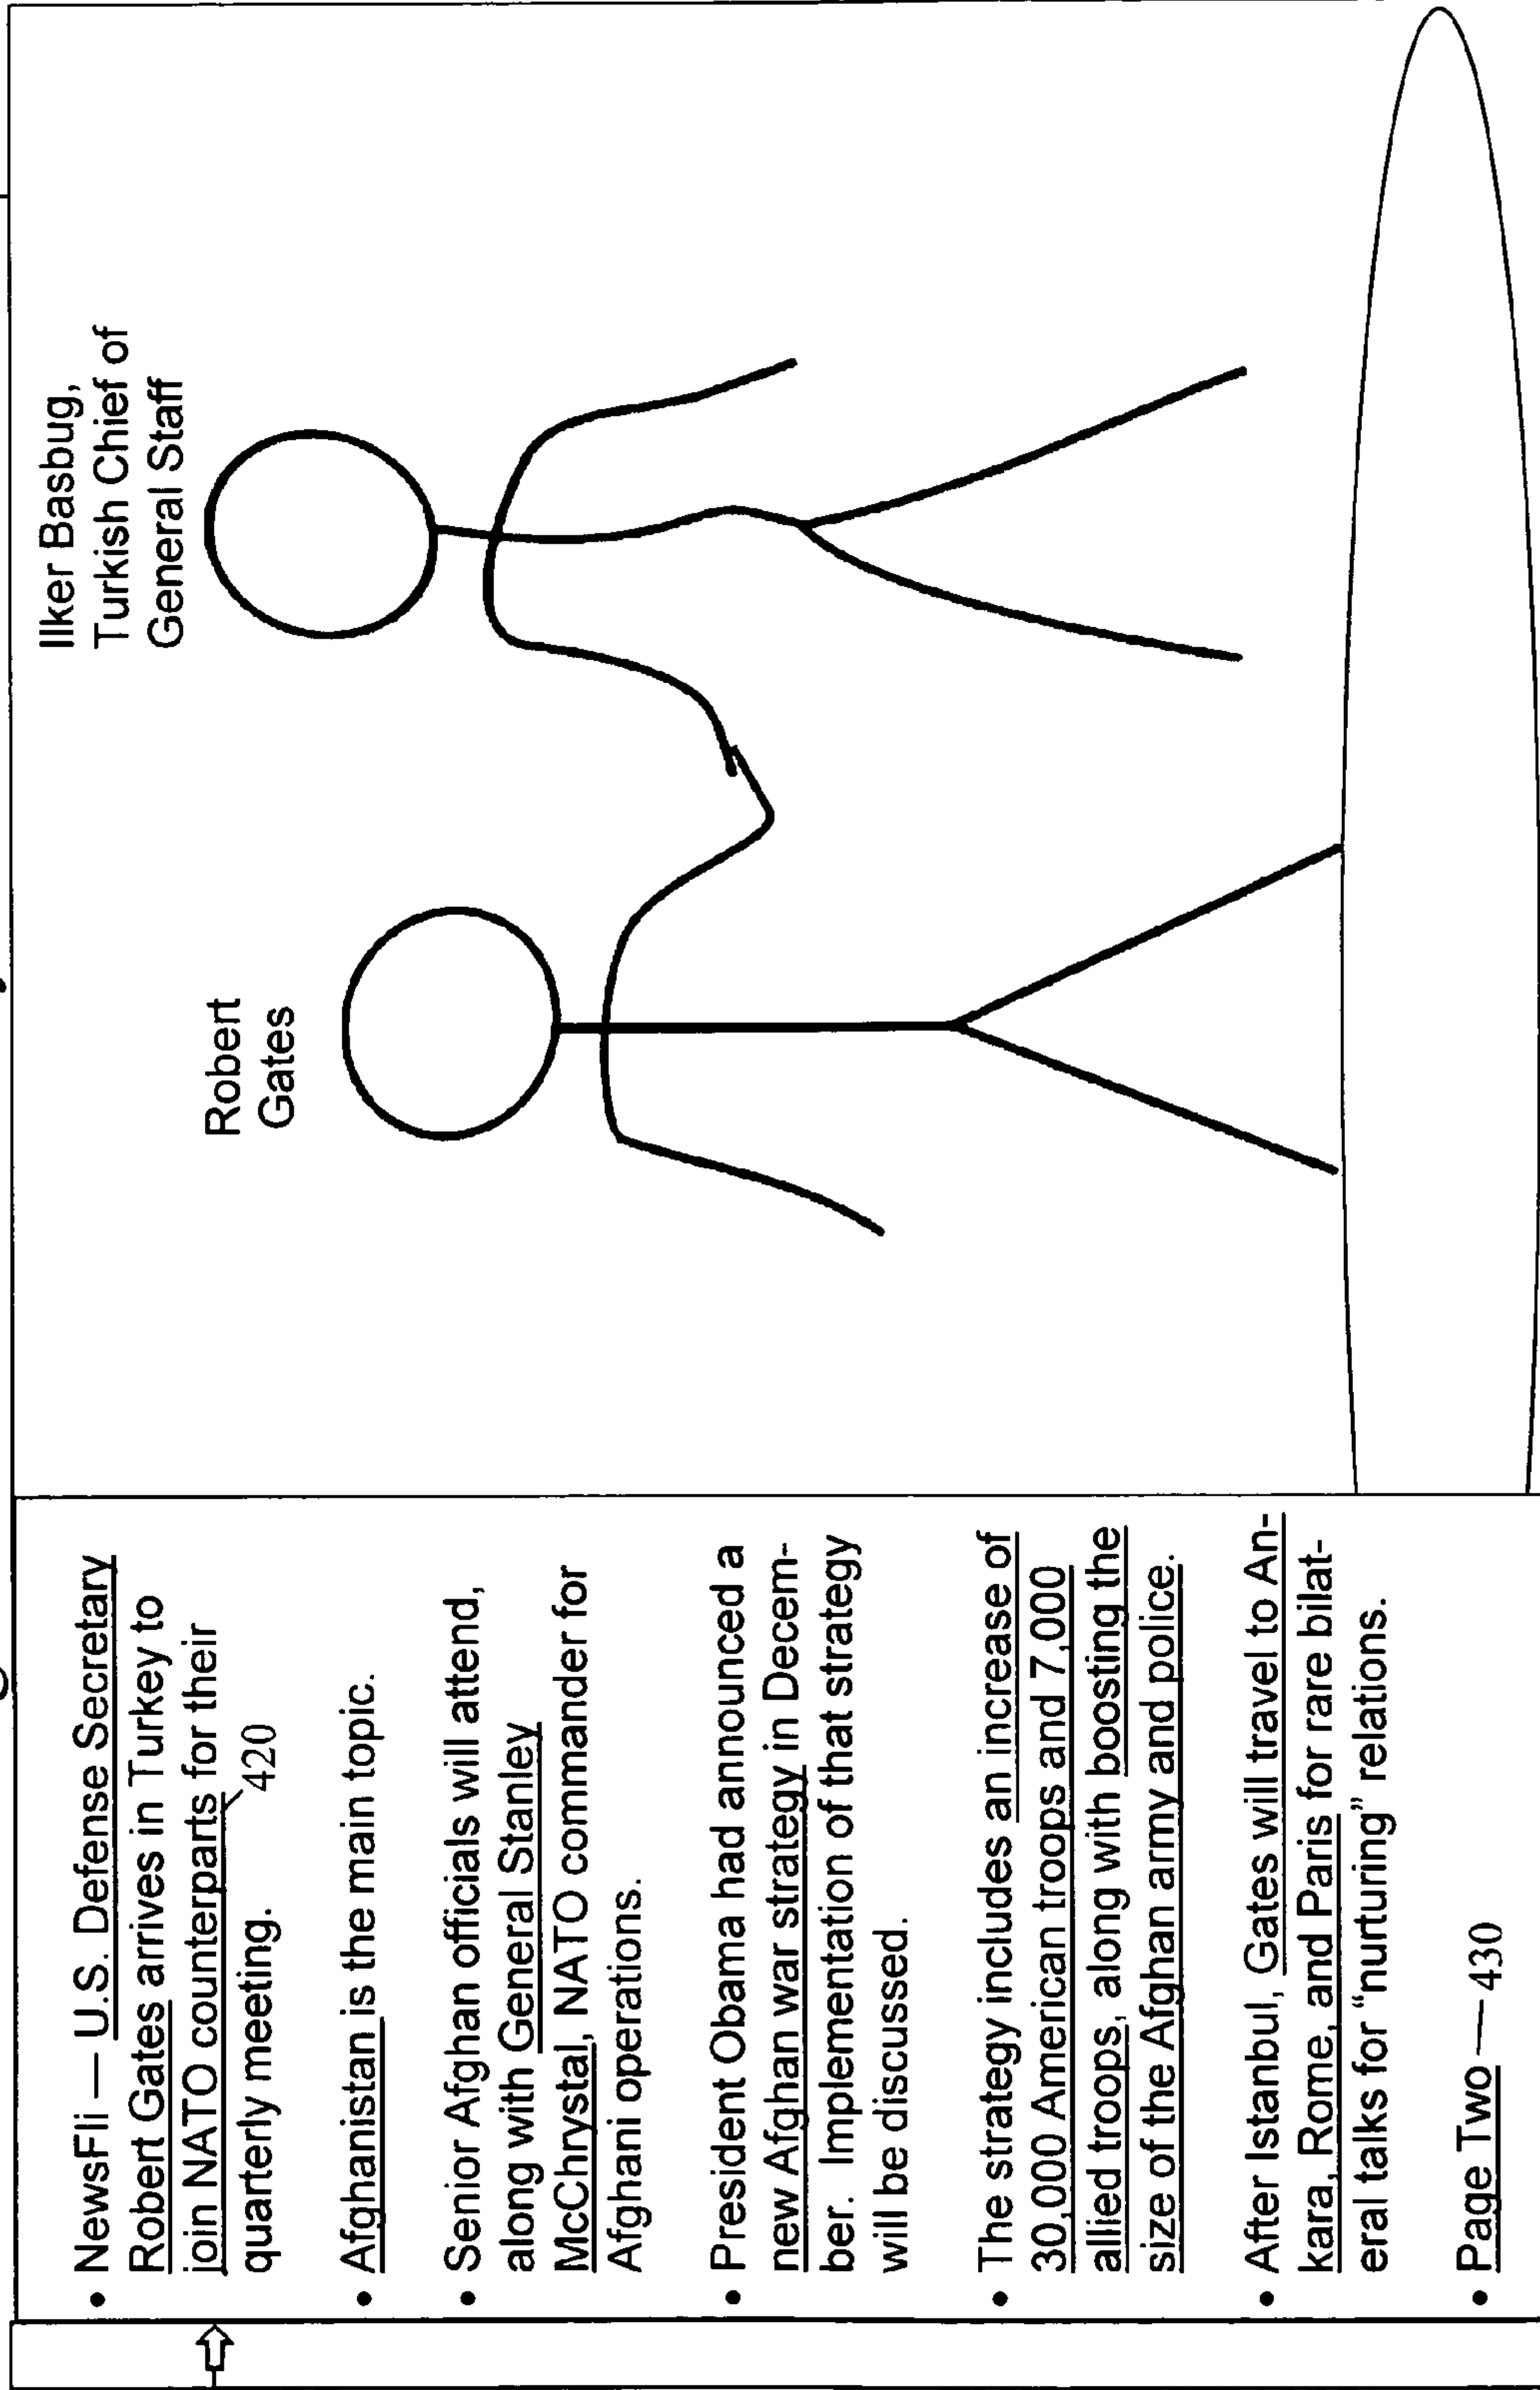 • NewsFli — U.S. Defense Secretary
Robert Gates arrives in Turkey to
join NATO counterparts for their
420
quarterly meeting.
• Afghanistan is the main topic.
• Senior Afghan officials will attend,
along with General Stanley
McChrystal, NATO commander for
Afghani operations.
• President Obama had announced a
new Afghan war strategy in Decem-
ber. Implementation of that strategy
will be discussed.
• The strategy includes an increase of
30,000 American troops and 7,000
allied troops, along with boosting the
size of the Afghan army and police.
• After Istanbul, Gates will travel to An-
kara, Rome, and Paris for rare bilat-
eral talks for “nurturing” relations.
• Page Two — 430
Robert
Gates
Ilker Basbug,
Turkish Chief of
General Staff